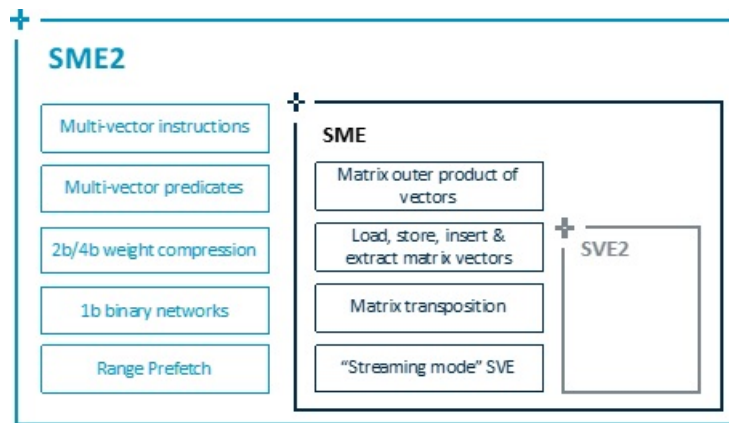 SME2
Multi-vector instructions
Multi-vector predicates
2b/4b weight compression
1b binary networks
Range Prefetch
SME
Matrix outer product of
vectors
Load, store, insert &
extract matrix vectors
Matrix transposition
“Streaming mode” SVE
SVE2